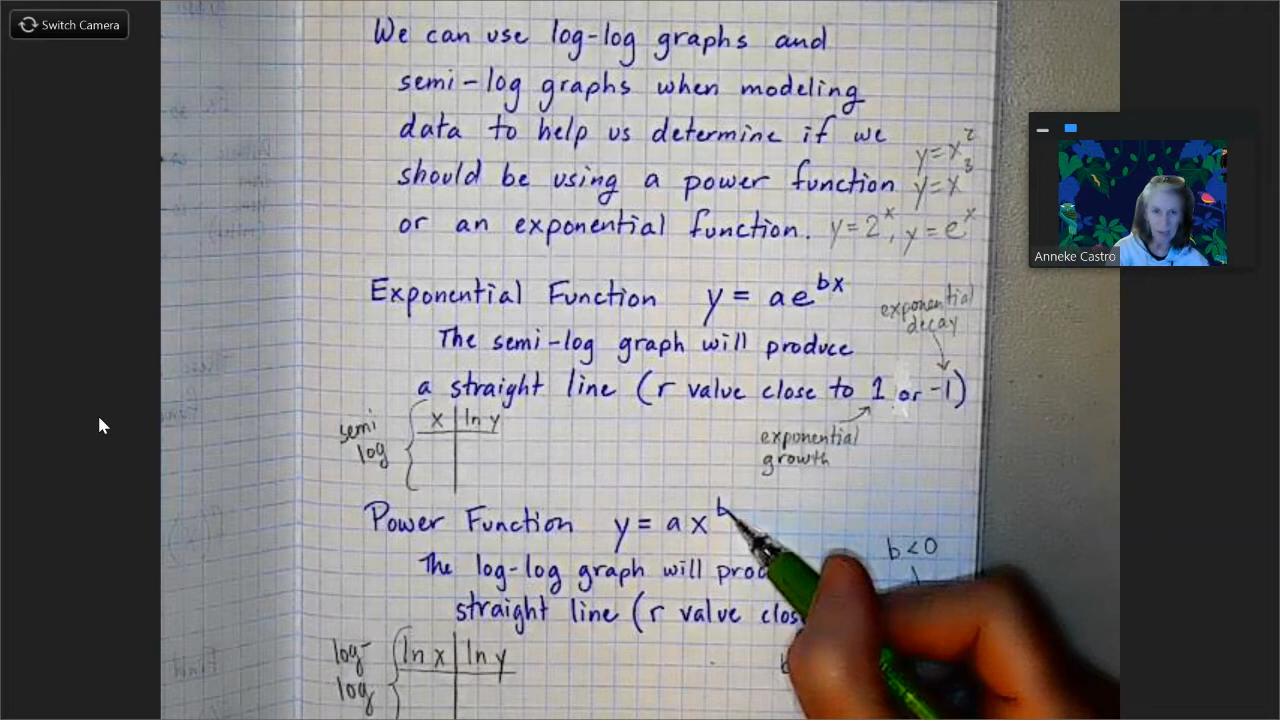 Switch Camera
We can use log-log graphs and
semi-log graphs when modeling
data to help us determine if we
should be using a power function
or an exponential function.
y=x²
y=x³
y=2ˣ, y=eˣ
Anneke Castro
Exponential Function y = ae^bx
exponential
decay
The semi-log graph will produce
a straight line (r value close to 1 or -1)
semi
log
x ln y
exponential
growth
Power Function y = ax^b
b<0
The log-log graph will
straight line (r value
log-
log
ln x ln y